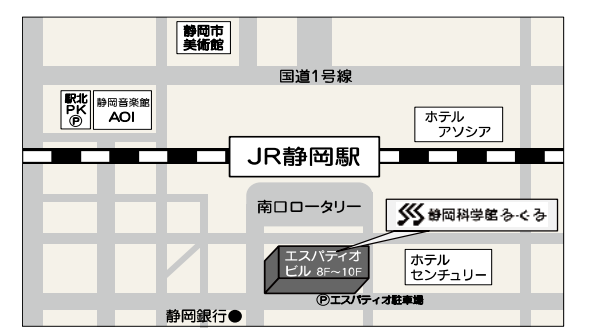 静岡市
美術館
国道1号線
駅北
PK
Ⓟ
静岡音楽館
AOI
ホテル
アソシア
JR静岡駅
南口ロータリー
静岡科学館る・く・る
エスパティオ
ビル 8F～10F
ホテル
センチュリー
Ⓟエスパティオ駐車場
静岡銀行●